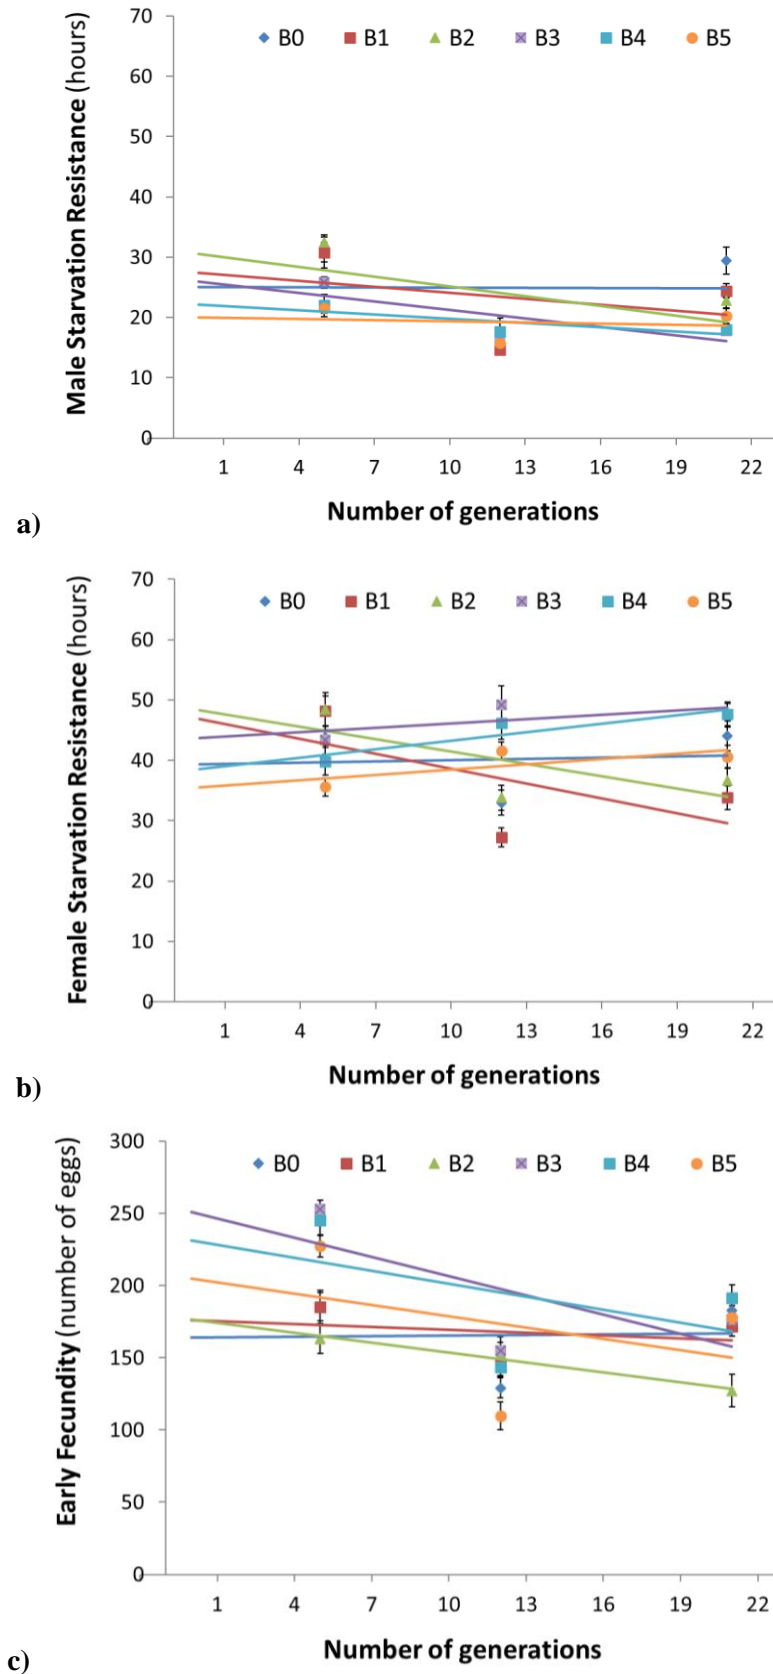 70
60
50
40
30
20
10
0
Male Starvation Resistance (hours)
B0 B1 B2 B3 B4 B5
1 4 7 10 13 16 19 22
Number of generations
a)
70
60
50
40
30
20
10
0
Female Starvation Resistance (hours)
B0 B1 B2 B3 B4 B5
1 4 7 10 13 16 19 22
Number of generations
b)
300
250
200
150
100
50
0
Early Fecundity (number of eggs)
B0 B1 B2 B3 B4 B5
1 4 7 10 13 16 19 22
Number of generations
c)